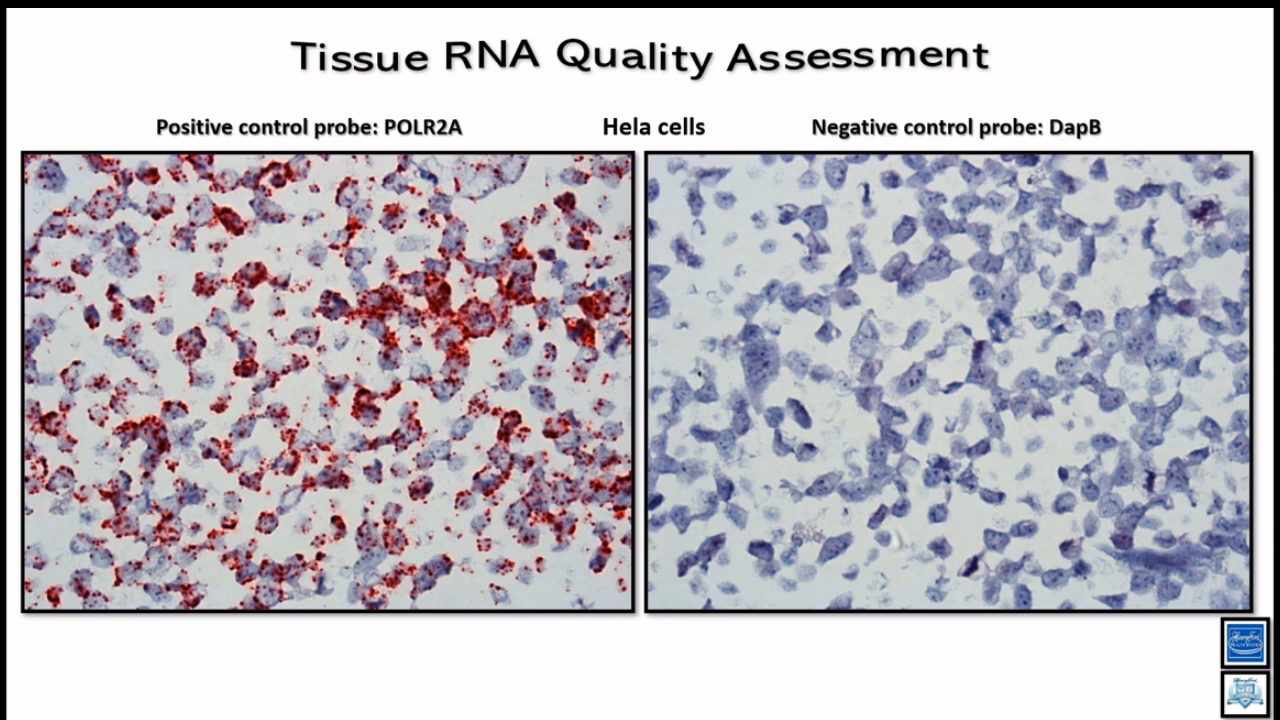 Tissue RNA Quality Assessment
Positive control probe: POLR2A
Hela cells
Negative control probe: DapB